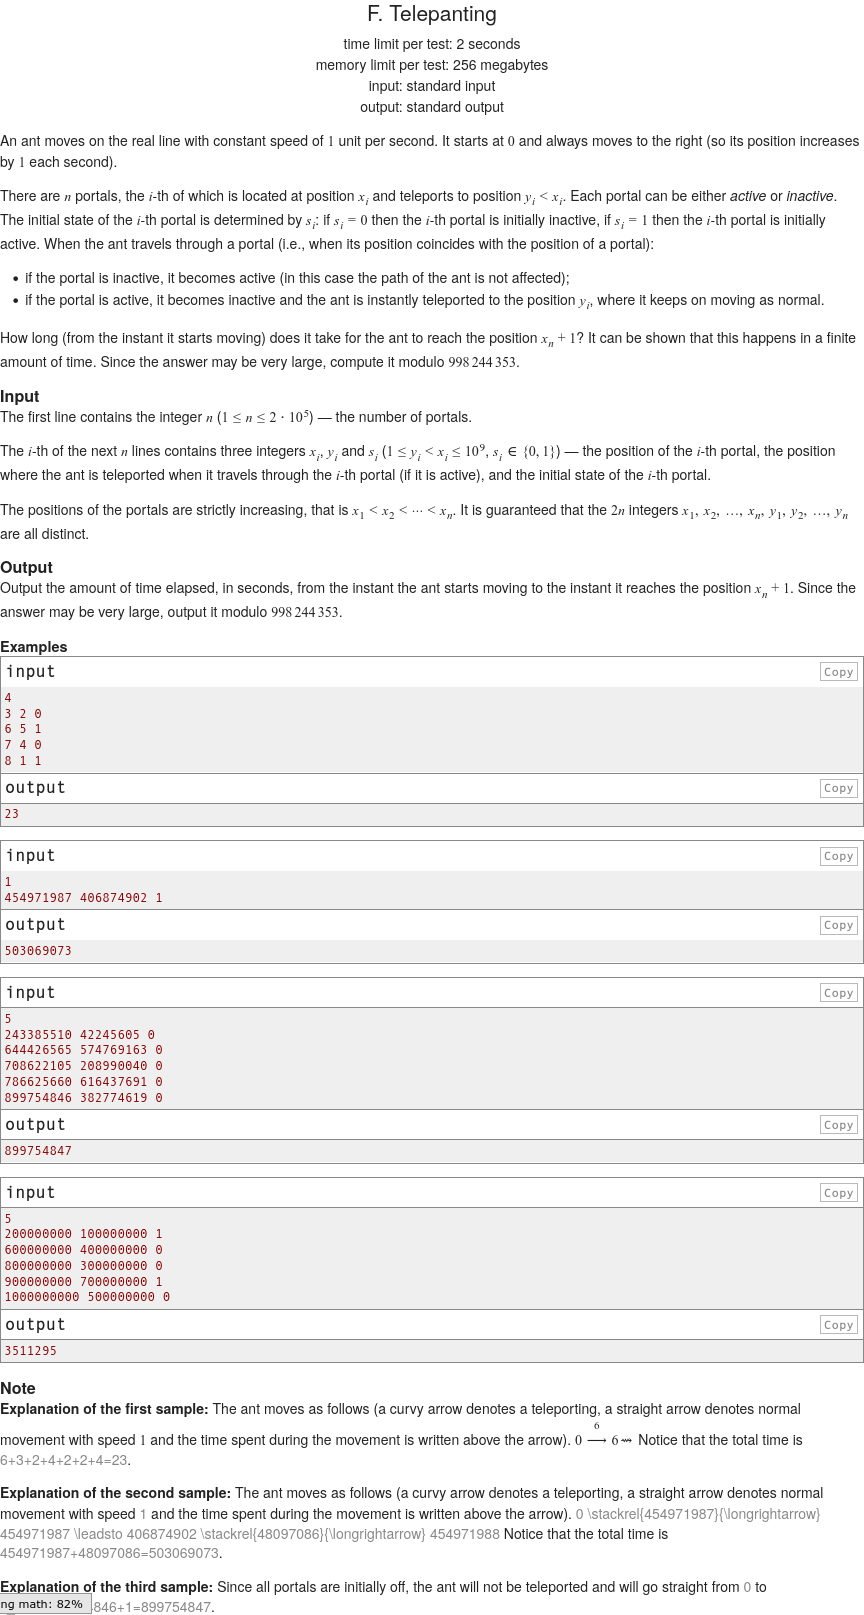 F. Telepanting
time limit per test: 2 seconds
memory limit per test: 256 megabytes
input: standard input
output: standard output
An ant moves on the real line with constant speed of 1 unit per second. It starts at 0 and always moves to the right (so its position increases
by 1 each second).
There are n portals, the i-th of which is located at position x_i and teleports to position y_i < x_i. Each portal can be either active or inactive.
The initial state of the i-th portal is determined by s_i: if s_i = 0 then the i-th portal is initially inactive, if s_i = 1 then the i-th portal is initially
active. When the ant travels through a portal (i.e., when its position coincides with the position of a portal):
• if the portal is inactive, it becomes active (in this case the path of the ant is not affected);
• if the portal is active, it becomes inactive and the ant is instantly teleported to the position y_i, where it keeps on moving as normal.
How long (from the instant it starts moving) does it take for the ant to reach the position x_n + 1? It can be shown that this happens in a finite
amount of time. Since the answer may be very large, compute it modulo 998 244 353.
Input
The first line contains the integer n (1 ≤ n ≤ 2 · 10^5) — the number of portals.
The i-th of the next n lines contains three integers x_i, y_i and s_i (1 ≤ y_i < x_i ≤ 10^9, s_i ∈ {0, 1}) — the position of the i-th portal, the position
where the ant is teleported when it travels through the i-th portal (if it is active), and the initial state of the i-th portal.
The positions of the portals are strictly increasing, that is x_1 < x_2 < ··· < x_n. It is guaranteed that the 2n integers x_1, x_2, …, x_n, y_1, y_2, …, y_n
are all distinct.
Output
Output the amount of time elapsed, in seconds, from the instant the ant starts moving to the instant it reaches the position x_n + 1. Since the
answer may be very large, output it modulo 998 244 353.
Examples
input Copy
4
3 2 0
6 5 1
7 4 0
8 1 1
output Copy
23
input Copy
1
454971987 406874902 1
output Copy
503069073
input Copy
5
243385510 42245605 0
644426565 574769163 0
708622105 208990040 0
786625660 616437691 0
899754846 382774619 0
output Copy
899754847
input Copy
5
200000000 100000000 1
600000000 400000000 0
800000000 300000000 0
900000000 700000000 1
1000000000 500000000 0
output Copy
3511295
Note
Explanation of the first sample: The ant moves as follows (a curvy arrow denotes a teleporting, a straight arrow denotes normal
movement with speed 1 and the time spent during the movement is written above the arrow). 0 \stackrel{6}{⟶} 6 ⇝ Notice that the total time is
6+3+2+4+2+2+4=23.
Explanation of the second sample: The ant moves as follows (a curvy arrow denotes a teleporting, a straight arrow denotes normal
movement with speed 1 and the time spent during the movement is written above the arrow). 0 \stackrel{454971987}{\longrightarrow}
454971987 \leadsto 406874902 \stackrel{48097086}{\longrightarrow} 454971988 Notice that the total time is
454971987+48097086=503069073.
Explanation of the third sample: Since all portals are initially off, the ant will not be teleported and will go straight from 0 to
ng math: 82% 846+1=899754847.